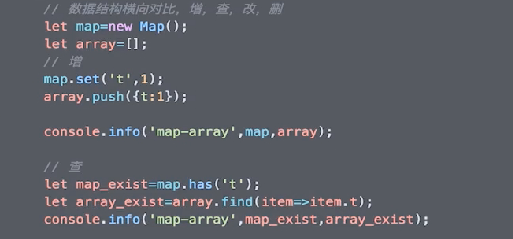 // 数据结构横向对比,增,查,改,删
let map=new Map();
let array=[];
// 增
map.set('t',1);
array.push({t:1});
console.info('map-array',map,array);
// 查
let map_exist=map.has('t');
let array_exist=array.find(item=>item.t);
console.info('map-array',map_exist,array_exist);